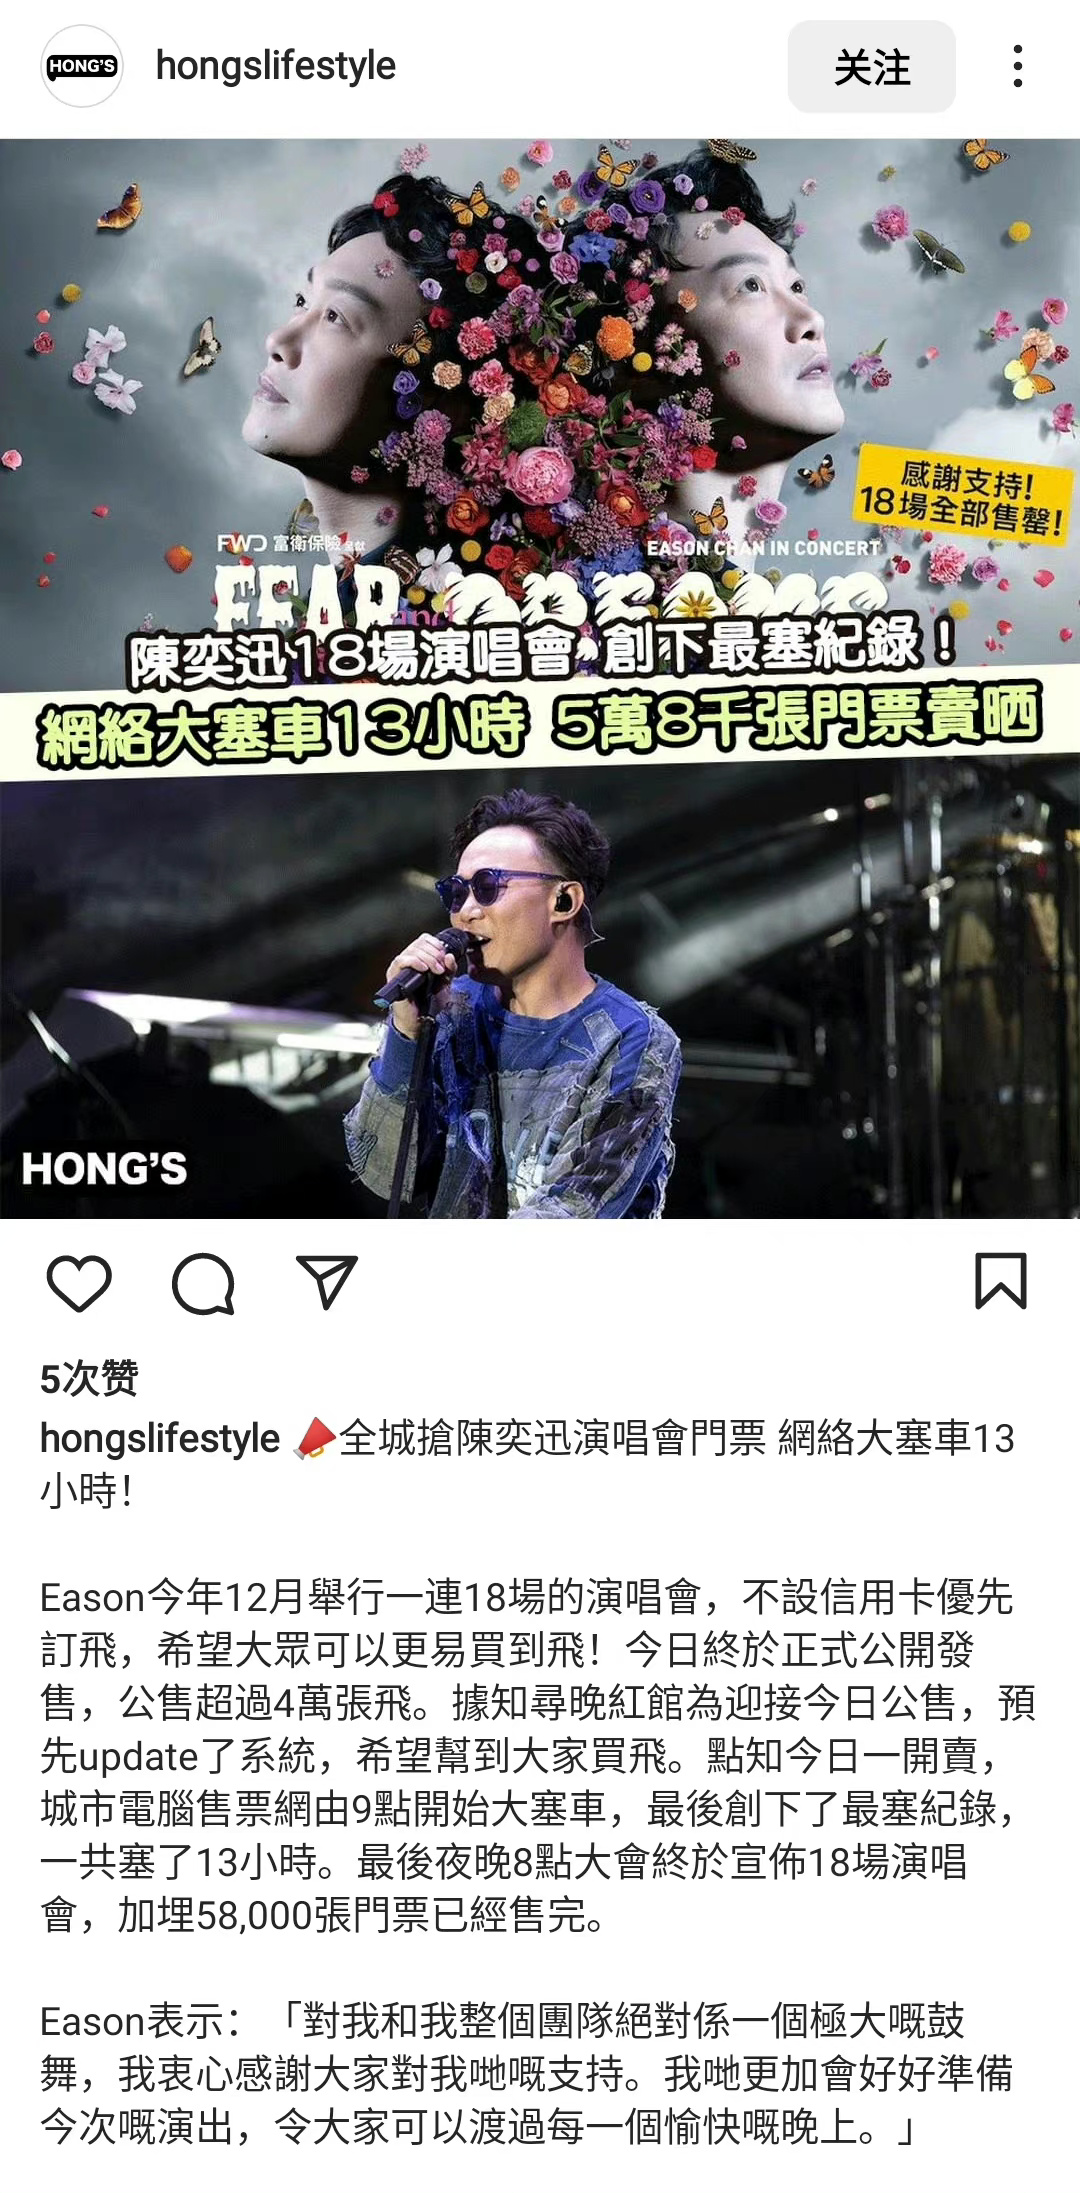 HONG'S
hongslifestyle
关注
感謝支持!
18場全部售罄!
FWD 富衛保險 呈獻
EASON CHAN IN CONCERT
FEAR and DREAMS
陳奕迅18場演唱會,創下最塞紀錄!
網絡大塞車13小時 5萬8千張門票賣晒
HONG'S
5次赞
hongslifestyle 📣全城搶陳奕迅演唱會門票 網絡大塞車13
小時!
Eason今年12月舉行一連18場的演唱會，不設信用卡優先
訂飛，希望大眾可以更易買到飛！今日終於正式公開發
售，公售超過4萬張飛。據知尋晚紅館為迎接今日公售，預
先update了系統，希望幫到大家買飛。點知今日一開賣，
城市電腦售票網由9點開始大塞車，最後創下了最塞紀錄，
一共塞了13小時。最後夜晚8點大會終於宣佈18場演唱
會，加埋58,000張門票已經售完。
Eason表示：「對我和我整個團隊絕對係一個極大嘅鼓
舞，我衷心感謝大家對我哋嘅支持。我哋更加會好好準備
今次嘅演出，令大家可以渡過每一個愉快嘅晚上。」